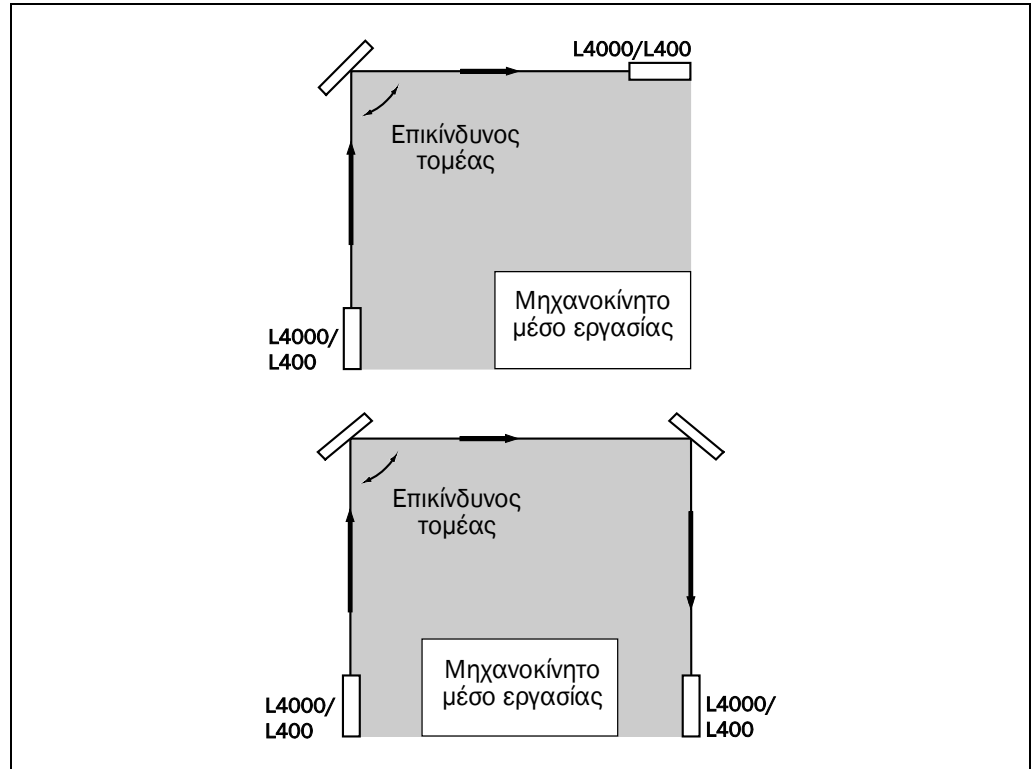 L4000/L400
Επικίνδυνος
τομέας
Μηχανοκίνητο
μέσο εργασίας
L4000/
L400
Επικίνδυνος
τομέας
Μηχανοκίνητο
μέσο εργασίας
L4000/
L400
L4000/
L400